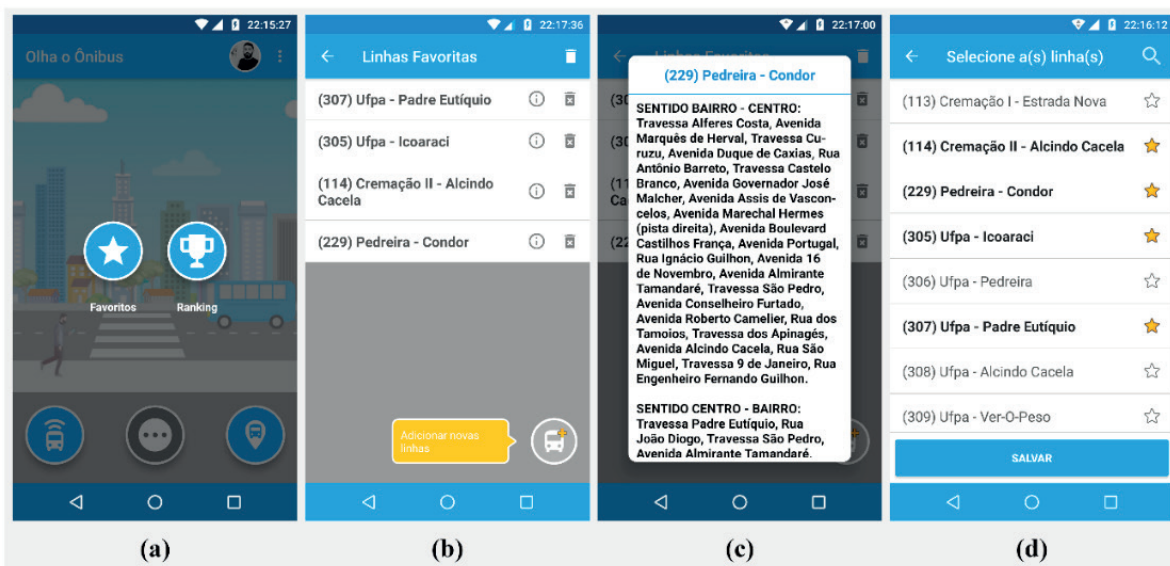 22:15:27
Olha o Ônibus
Favoritos
Ranking
(a)
22:17:36
Linhas Favoritas
(307) Ufpa - Padre Eutíquio
(305) Ufpa - Icoaraci
(114) Cremação II - Alcindo
Cacela
(229) Pedreira - Condor
Adicionar novas
linhas
(b)
22:17:00
Linhas Favoritas
(229) Pedreira - Condor
SENTIDO BAIRRO - CENTRO:
Travessa Alferes Costa, Avenida
Marquês de Herval, Travessa Cu-
ruzu, Avenida Duque de Caxias, Rua
Antônio Barreto, Travessa Castelo
Branco, Avenida Governador José
Malcher, Avenida Assis de Vascon-
celos, Avenida Marechal Hermes
(pista direita), Avenida Boulevard
Castilhos França, Avenida Portugal,
Rua Ignácio Guilhon, Avenida 16
de Novembro, Avenida Almirante
Tamandaré, Travessa São Pedro,
Avenida Conselheiro Furtado,
Avenida Roberto Camelier, Rua dos
Tamoios, Travessa dos Apinagés,
Avenida Alcindo Cacela, Rua São
Miguel, Travessa 9 de Janeiro, Rua
Engenheiro Fernando Guilhon.
SENTIDO CENTRO - BAIRRO:
Travessa Padre Eutíquio, Rua
João Diogo, Travessa São Pedro,
Avenida Almirante Tamandaré,
(c)
22:16:12
Selecione a(s) linha(s)
(113) Cremação I - Estrada Nova
(114) Cremação II - Alcindo Cacela
(229) Pedreira - Condor
(305) Ufpa - Icoaraci
(306) Ufpa - Pedreira
(307) Ufpa - Padre Eutíquio
(308) Ufpa - Alcindo Cacela
(309) Ufpa - Ver-O-Peso
SALVAR
(d)